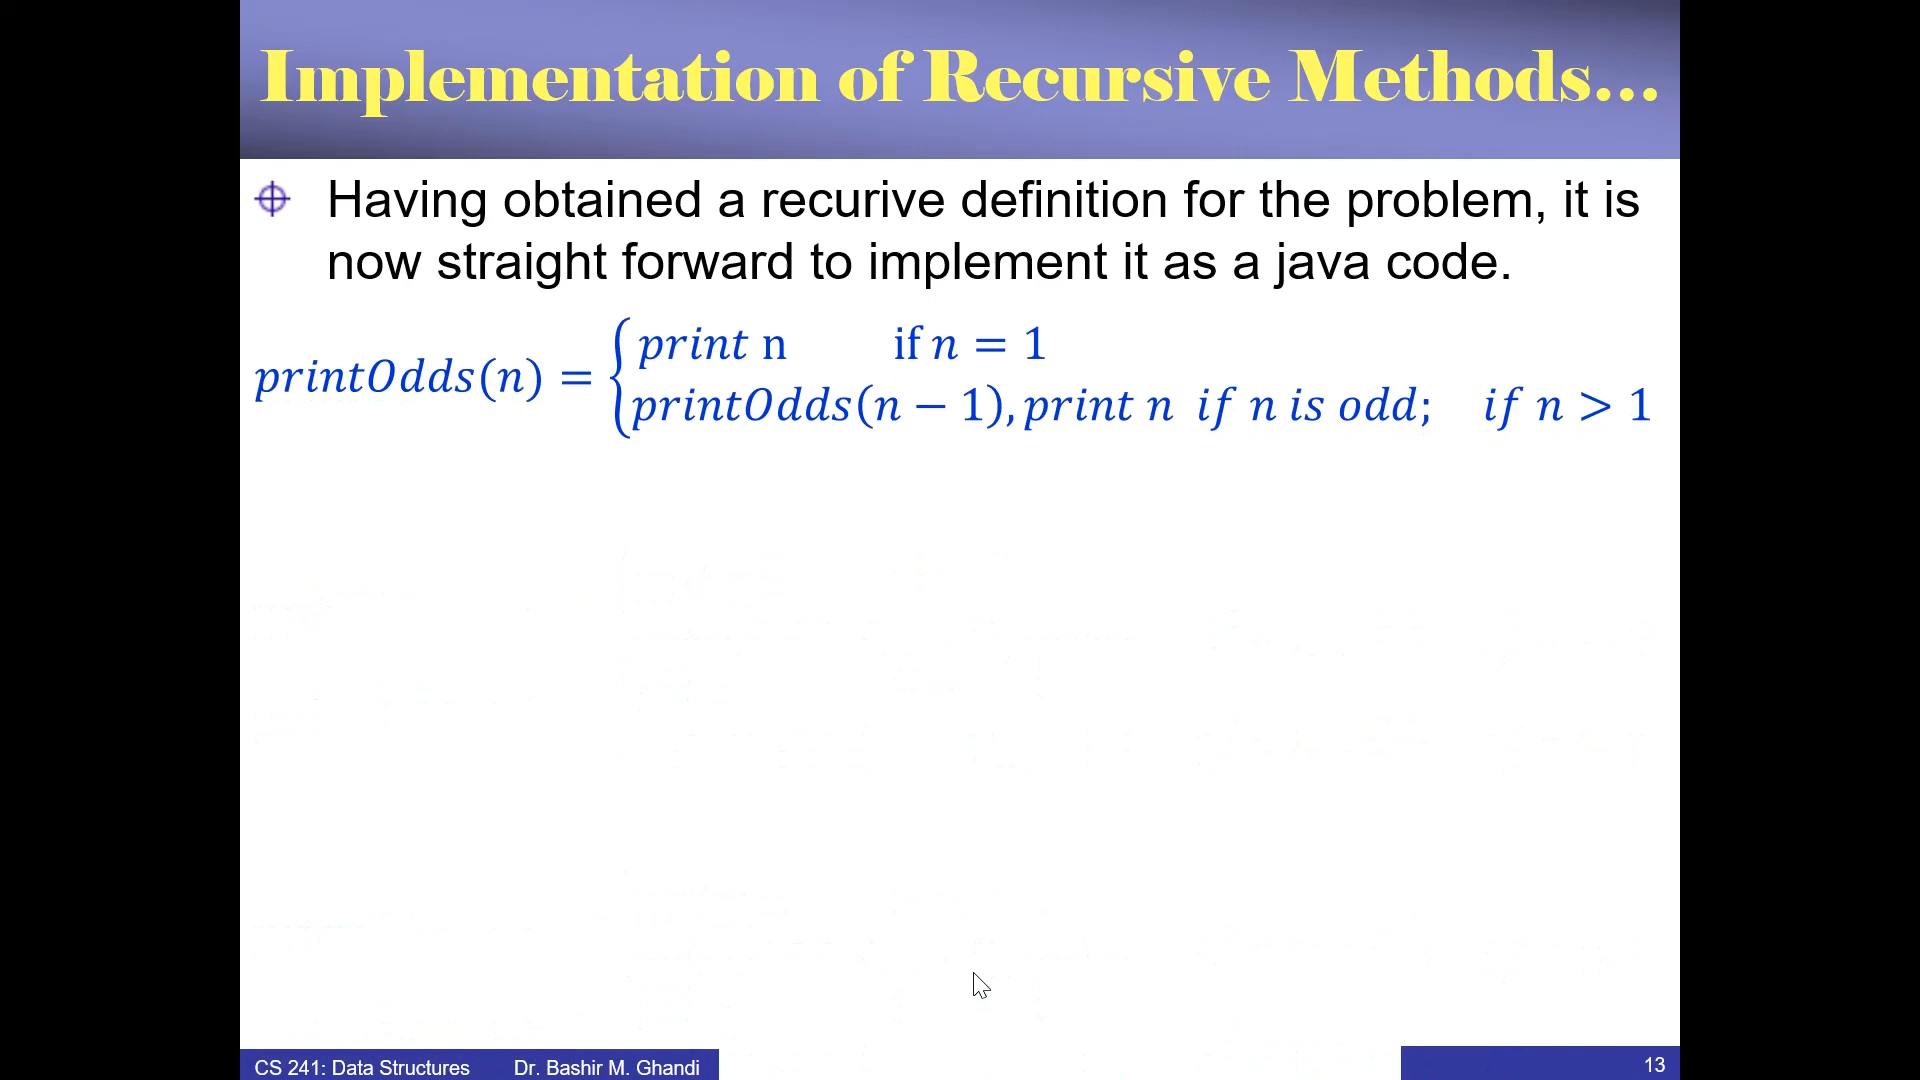 Implementation of Recursive Methods...
Having obtained a recurive definition for the problem, it is
now straight forward to implement it as a java code.
printOdds(n) = { print n if n = 1
printOdds(n − 1), print n if n is odd; if n > 1
CS 241: Data Structures Dr. Bashir M. Ghandi 13